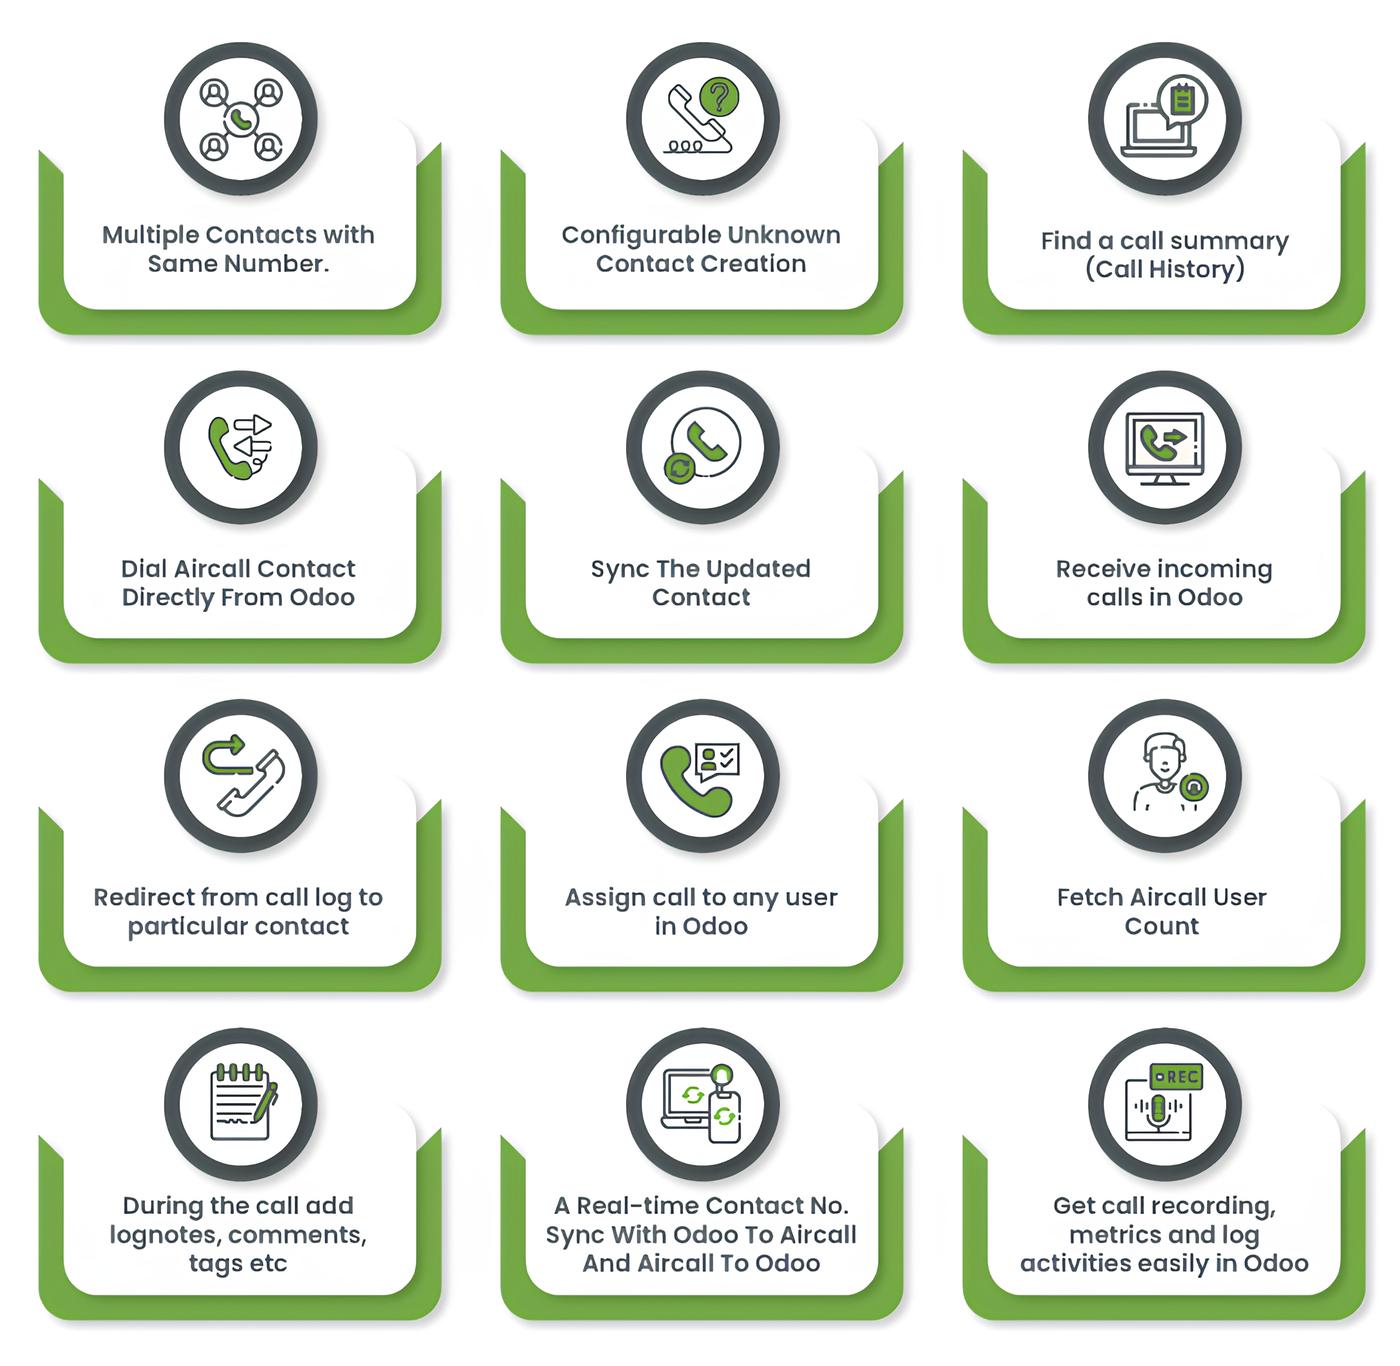 Multiple Contacts with
Same Number.
Configurable Unknown
Contact Creation
Find a call summary
(Call History)
Dial Aircall Contact
Directly From Odoo
Sync The Updated
Contact
Receive incoming
calls in Odoo
Redirect from call log to
particular contact
Assign call to any user
in Odoo
Fetch Aircall User
Count
During the call add
lognotes, comments,
tags etc
A Real-time Contact No.
Sync With Odoo To Aircall
And Aircall To Odoo
REC
Get call recording,
metrics and log
activities easily in Odoo